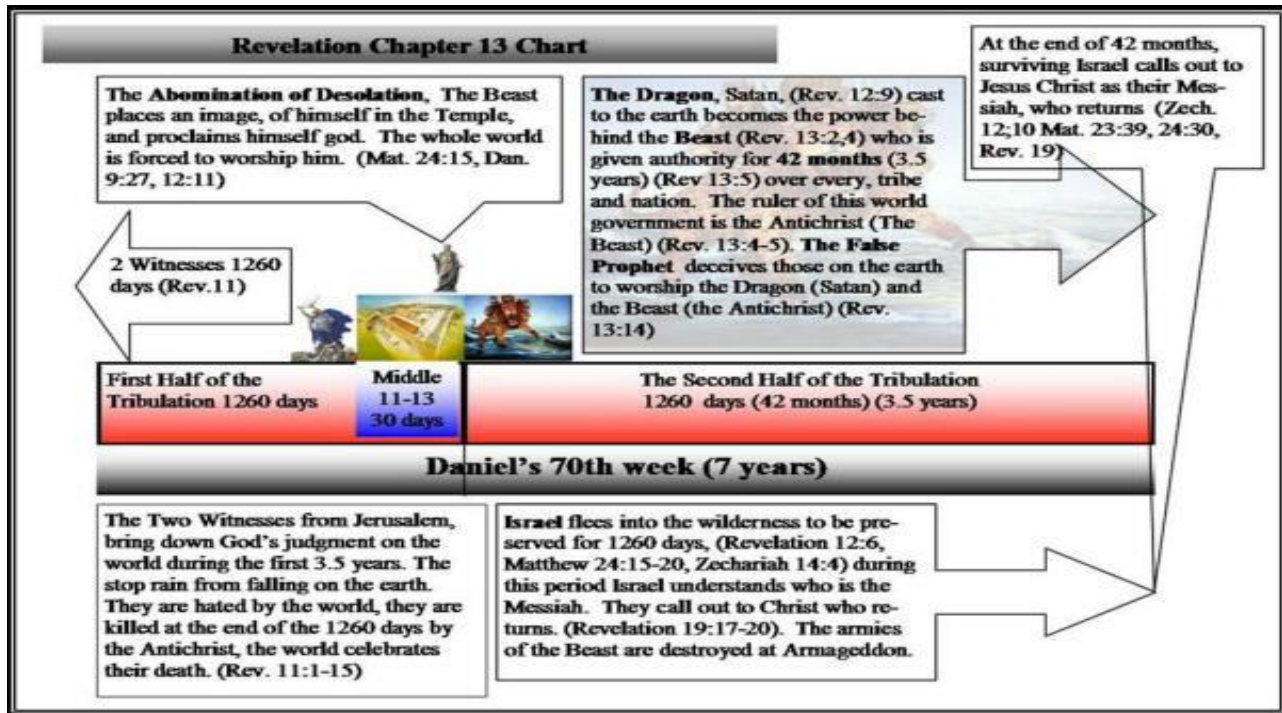 Revelation Chapter 13 Chart
The Abomination of Desolation, The Beast
places an image, of himself in the Temple,
and proclaims himself god. The whole world
is forced to worship him. (Mat. 24:15, Dan.
9:27, 12:11)
The Dragon, Satan, (Rev. 12:9) cast
to the earth becomes the power be-
hind the Beast (Rev. 13:2,4) who is
given authority for 42 months (3.5
years) (Rev 13:5) over every, tribe
and nation. The ruler of this world
government is the Antichrist (The
Beast) (Rev. 13:4-5). The False
Prophet deceives those on the earth
to worship the Dragon (Satan) and
the Beast (the Antichrist) (Rev.
13:14)
At the end of 42 months,
surviving Israel calls out to
Jesus Christ as their Mes-
siah, who returns (Zech.
12;10 Mat. 23:39, 24:30,
Rev. 19)
2 Witnesses 1260
days (Rev.11)
First Half of the
Tribulation 1260 days
Middle
11-13
30 days
The Second Half of the Tribulation
1260 days (42 months) (3.5 years)
Daniel's 70th week (7 years)
The Two Witnesses from Jerusalem,
bring down God's judgment on the
world during the first 3.5 years. The
stop rain from falling on the earth.
They are hated by the world, they are
killed at the end of the 1260 days by
the Antichrist, the world celebrates
their death. (Rev. 11:1-15)
Israel flees into the wilderness to be pre-
served for 1260 days, (Revelation 12:6,
Matthew 24:15-20, Zechariah 14:4) during
this period Israel understands who is the
Messiah. They call out to Christ who re-
turns. (Revelation 19:17-20). The armies
of the Beast are destroyed at Armageddon.